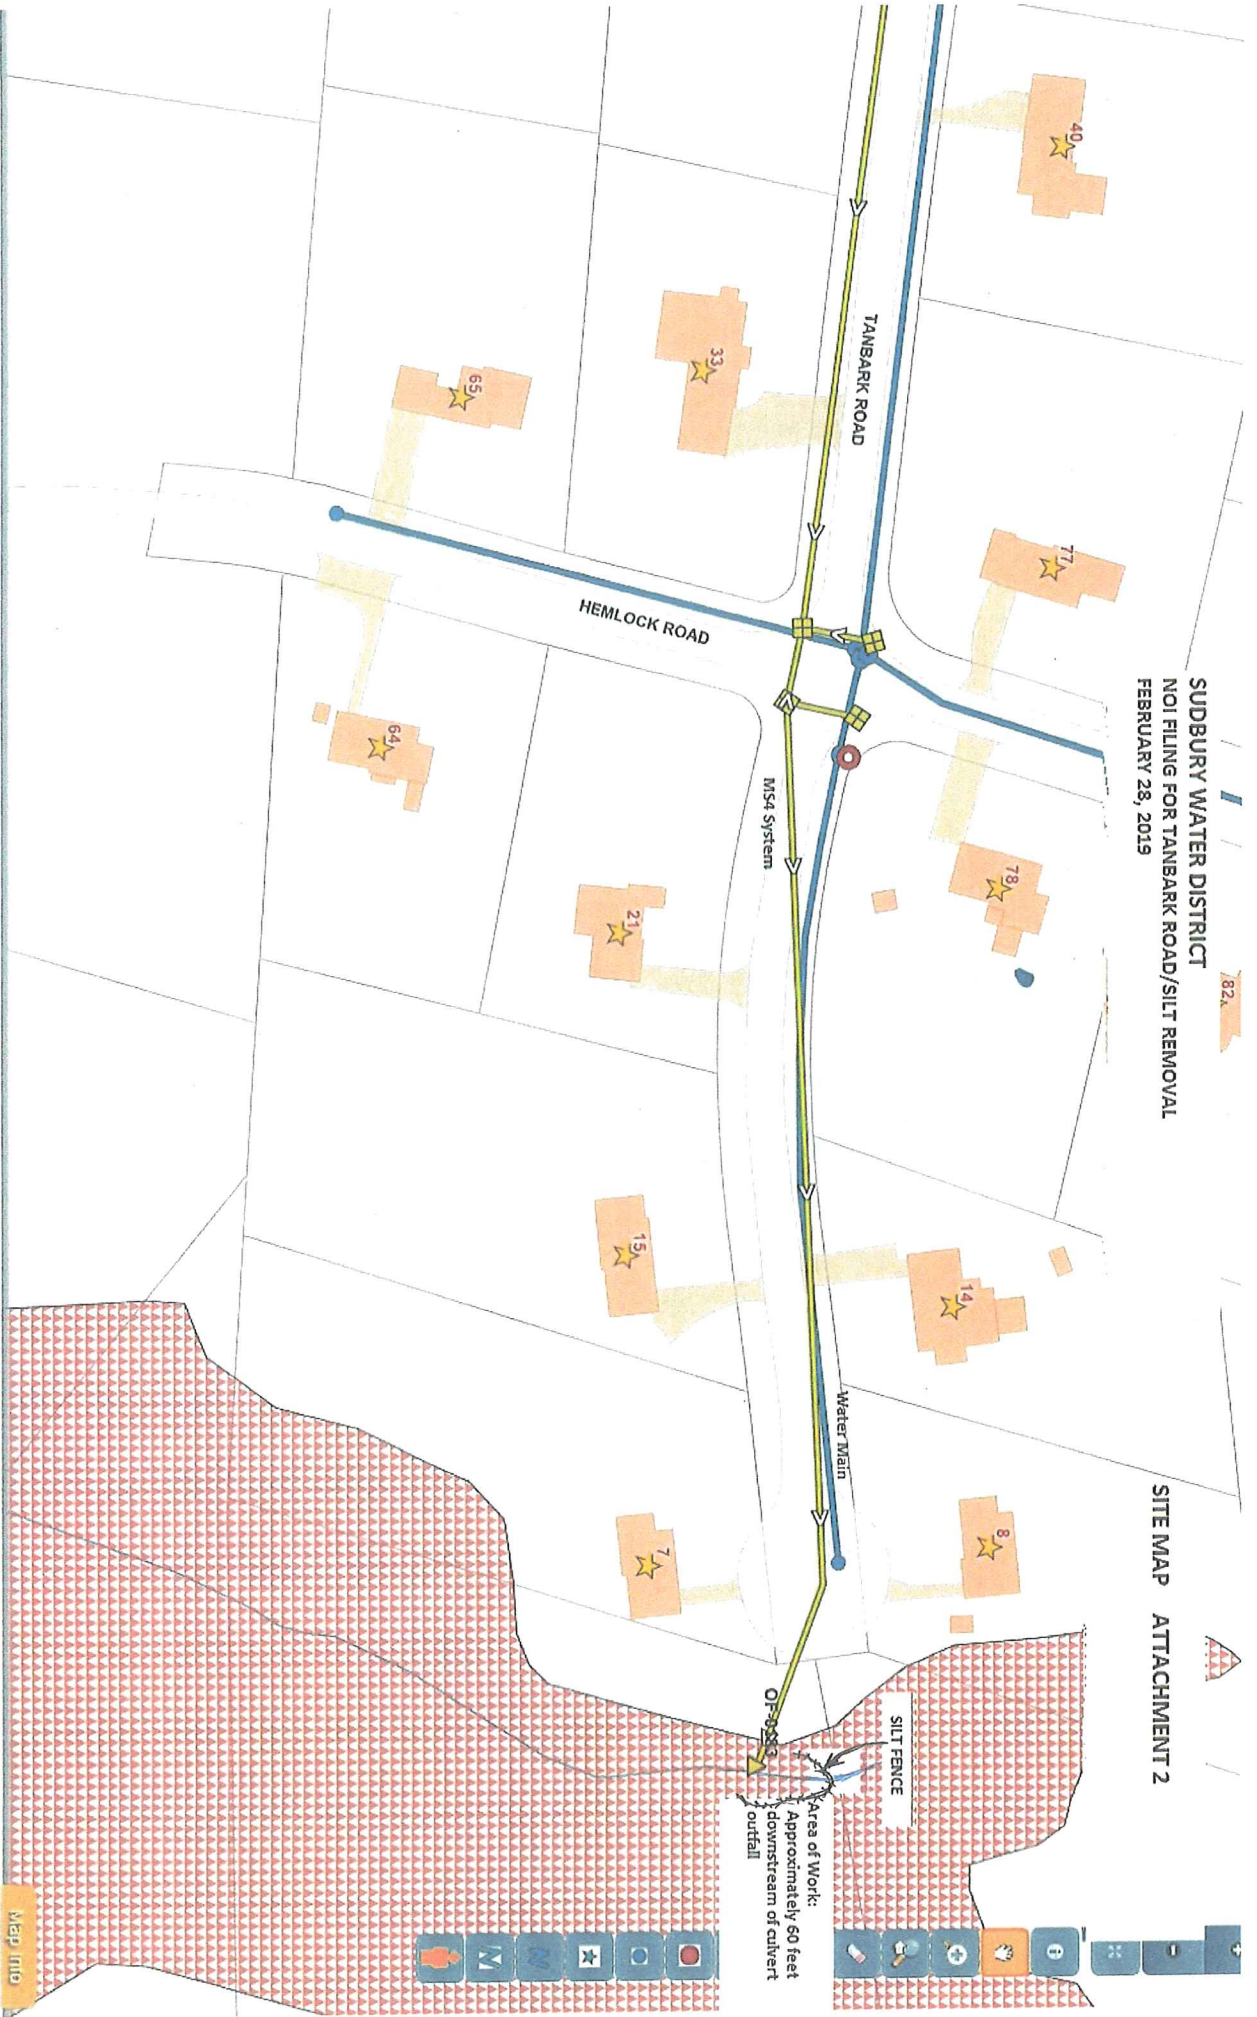 SUDBURY WATER DISTRICT
NOI FILING FOR TANBARK ROAD/SILT REMOVAL
FEBRUARY 28, 2019
SITE MAP ATTACHMENT 2
82
40
77
78
14
8
TANBARK ROAD
Water Main
SILT FENCE
33
HEMLOCK ROAD
MS4 System
21
15
7
65
64
Area of Work:
Approximately 60 feet
downstream of culvert
outfall
Map Info